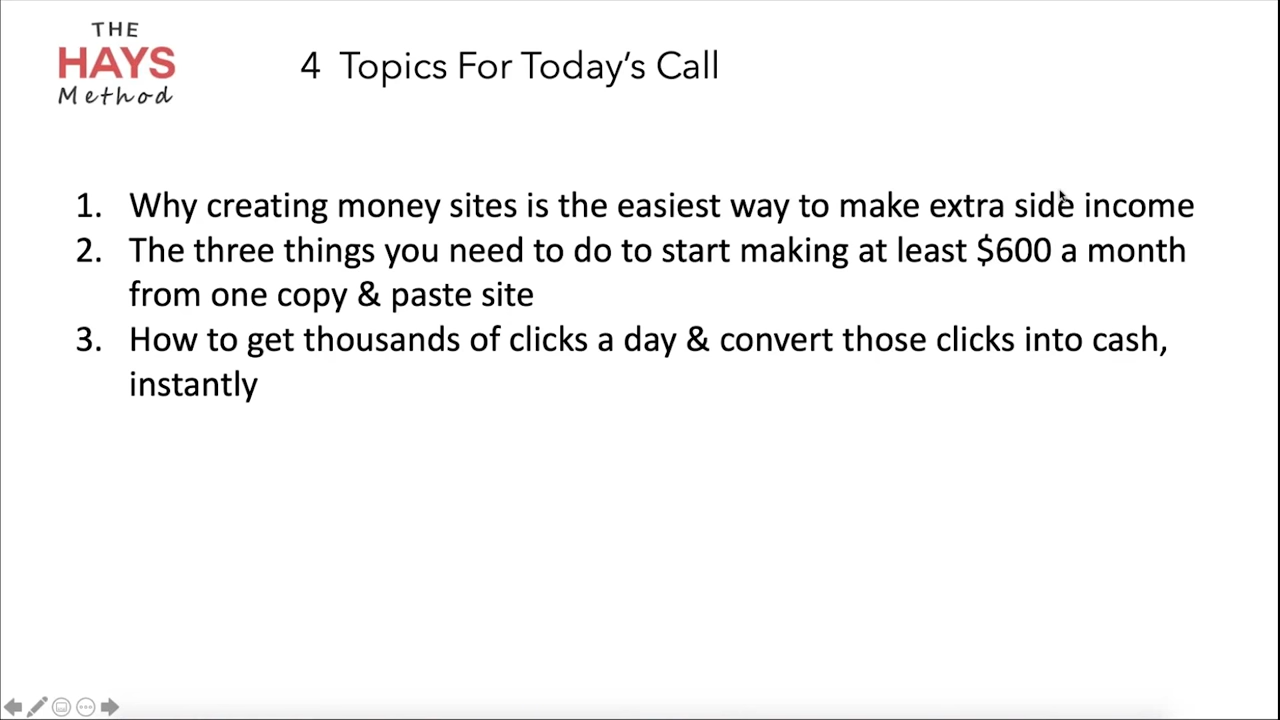 THE
HAYS
Method
4 Topics For Today's Call
1. Why creating money sites is the easiest way to make extra side income
2. The three things you need to do to start making at least $600 a month
from one copy & paste site
3. How to get thousands of clicks a day & convert those clicks into cash,
instantly